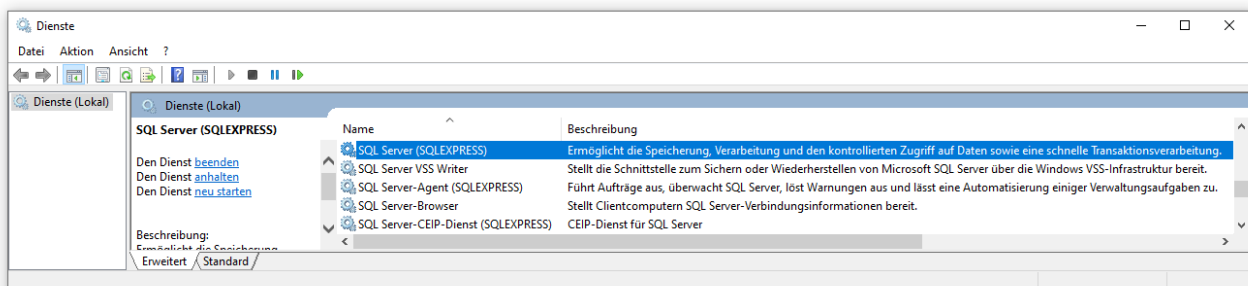 Dienste
Datei Aktion Ansicht ?
Dienste (Lokal)
Dienste (Lokal)
SQL Server (SQLEXPRESS)
Den Dienst beenden
Den Dienst anhalten
Den Dienst neu starten
Beschreibung:
Ermöglicht die Speicherung,
Name Beschreibung
SQL Server (SQLEXPRESS) Ermöglicht die Speicherung, Verarbeitung und den kontrollierten Zugriff auf Daten sowie eine schnelle Transaktionsverarbeitung.
SQL Server VSS Writer Stellt die Schnittstelle zum Sichern oder Wiederherstellen von Microsoft SQL Server über die Windows VSS-Infrastruktur bereit.
SQL Server-Agent (SQLEXPRESS) Führt Aufträge aus, überwacht SQL Server, löst Warnungen aus und lässt eine Automatisierung einiger Verwaltungsaufgaben zu.
SQL Server-Browser Stellt Clientcomputern SQL Server-Verbindungsinformationen bereit.
SQL Server-CEIP-Dienst (SQLEXPRESS) CEIP-Dienst für SQL Server
Erweitert Standard